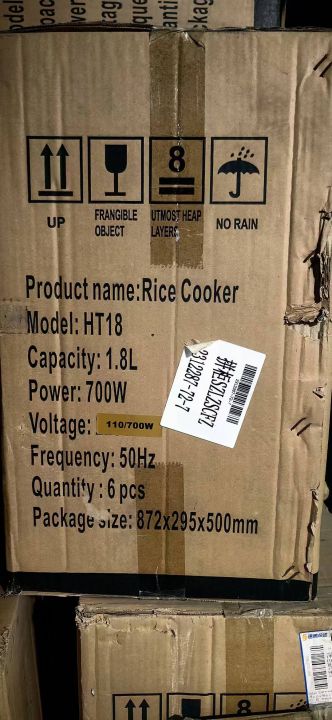 8
UP
FRANGIBLE OBJECT
UTMOST HEAP LAYERS
NO RAIN
Product name:Rice Cooker
Model: HT18
Capacity: 1.8L
Power: 700W
Voltage: 110/700W
Frequency: 50Hz
Quantity : 6 pcs
Package size: 872x295x500mm
8